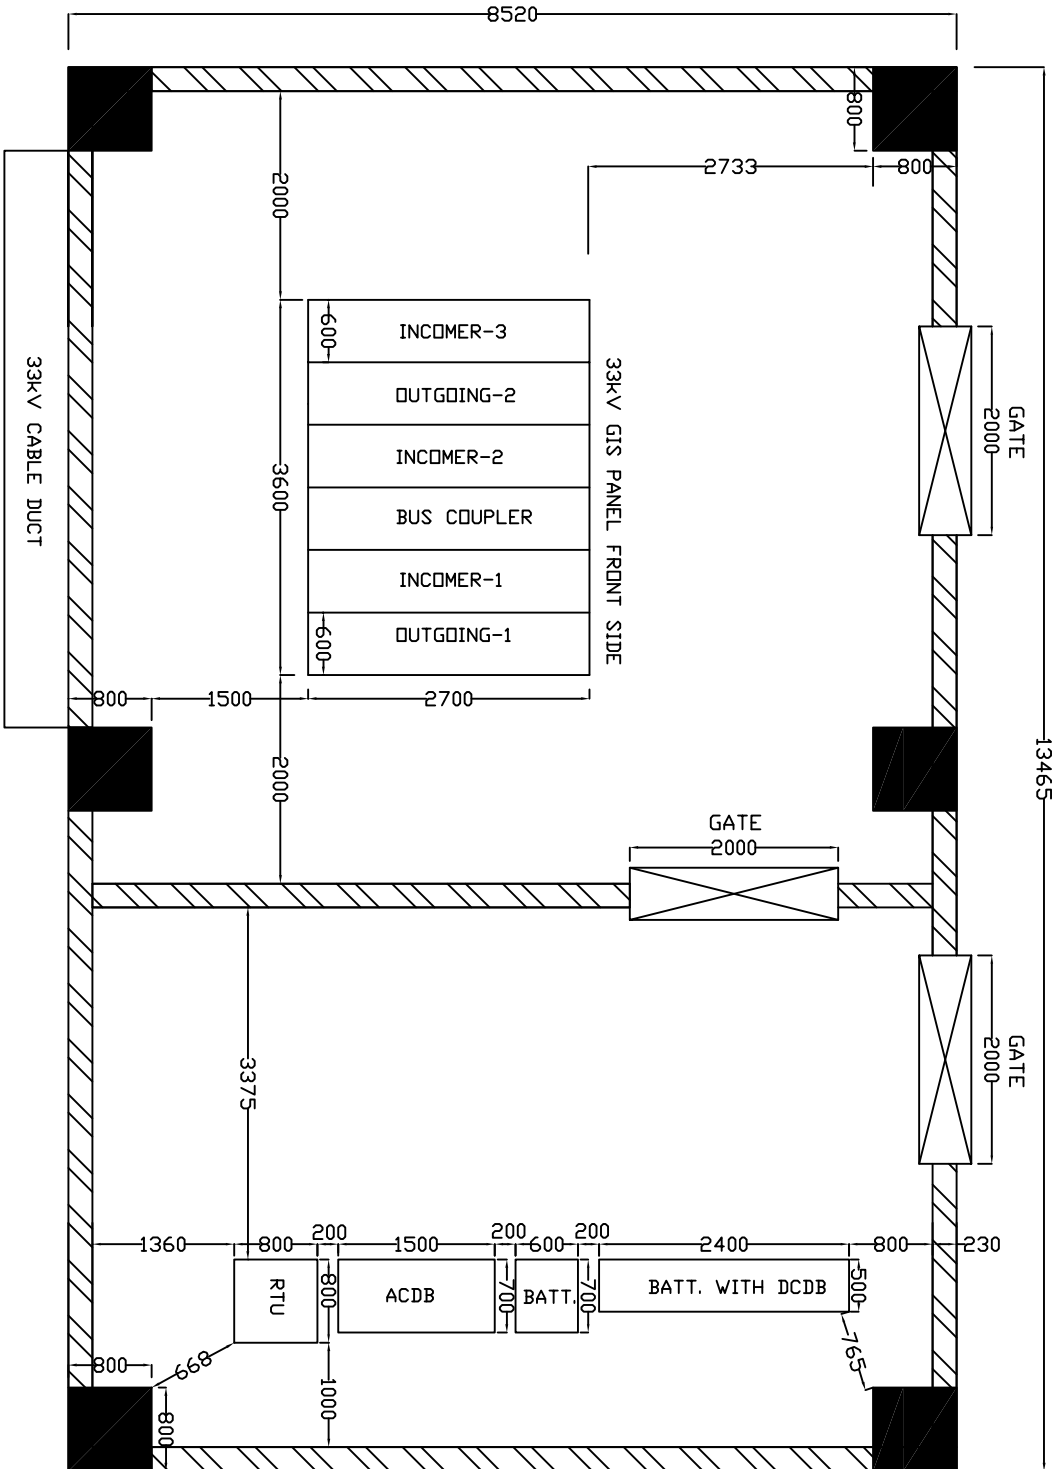 8520
800
2733
800
2000
600
INCOMER-3
OUTGOING-2
INCOMER-2
BUS COUPLER
INCOMER-1
OUTGOING-1
600
3600
33kV GIS PANEL FRONT SIDE
33kV CABLE DUCT
GATE
2000
800
1500
2700
2000
13465
GATE
2000
GATE
2000
3375
1360
800
200
1500
200
600
200
2400
800
230
RTU
800
ACDB
700
BATT.
700
BATT. WITH DCDB
500
765
668
800
1000
800